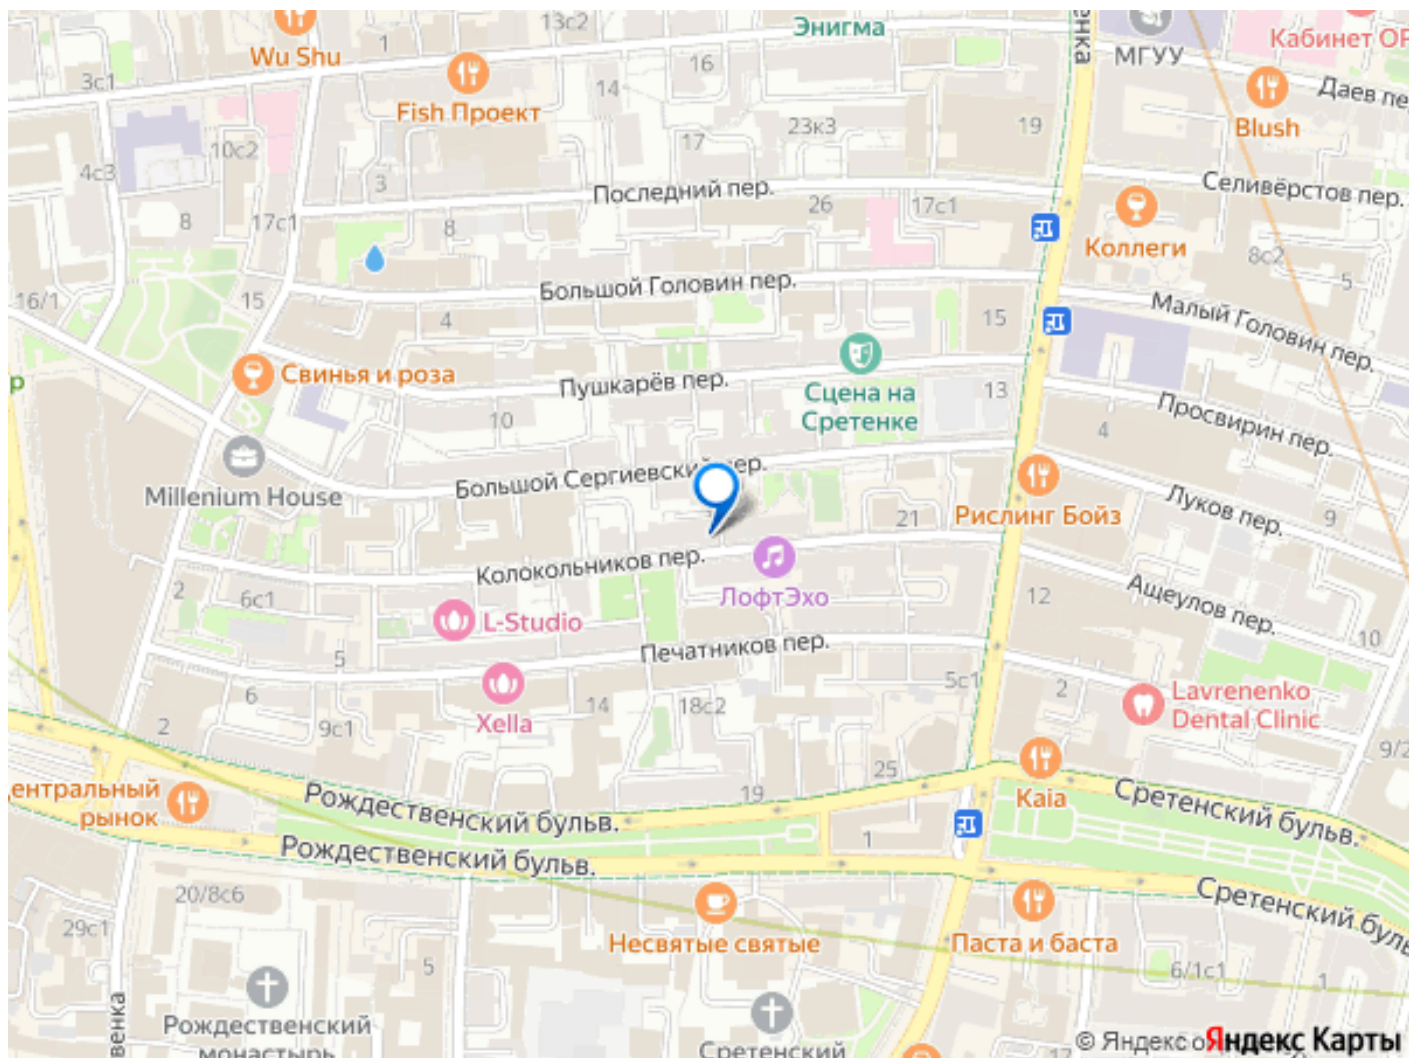 13с2
Энигма
енка
МГУУ
Кабинет ОР
Wu Shu
1
16
3с1
Fish Проект
14
Даев пе
Blush
23к3
19
17
10с2
4с3
3
Последний пер.
Селивёрстов пер.
8
17с1
8
26
17с1
Коллеги
8с2
5
Большой Головин пер.
16/1
15
4
15
Малый Головин пер.
Свинья и роза
р
Пушкарёв пер.
Сцена на
Сретенке
13
10
4
Просвирин пер.
Millenium House
Большой Сергиевский пер.
Рислинг Бойз
Луков пер.
9
21
Колокольников пер.
ЛофтЭхо
2
6с1
L-Studio
12
Ащеулов пер.
10
Печатников пер.
5
6
Xella
14
18с2
5с1
2
Lavrenenko
Dental Clinic
2
9с1
9/2
25
19
Kaia
ентральный
рынок
Рождественский бульв.
Сретенский бульв.
1
Рождественский бульв.
20/8с6
Сретенский буль
29с1
Несвятые святые
Паста и баста
5
6/1с1
1
венка
Рождественский
монастырь
Сретенский
© Яндекс
Яндекс Карты